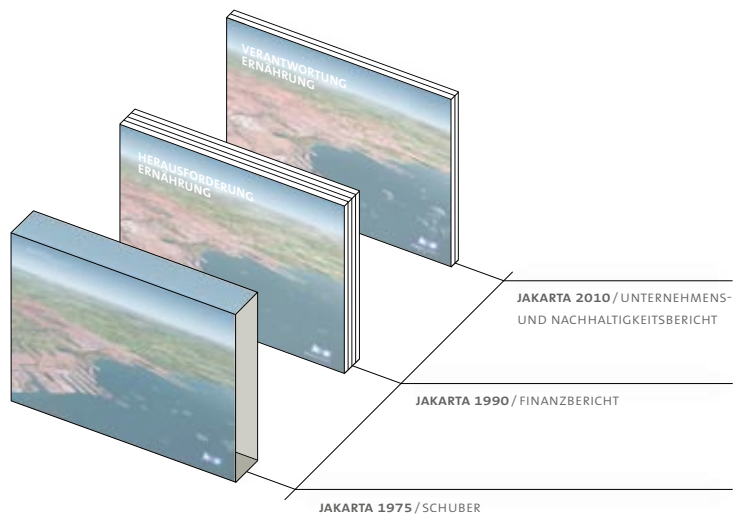 VERANTWORTUNG
ERNÄHRUNG
HERAUSFORDERUNG
ERNÄHRUNG
JAKARTA 2010/UNTERNEHMENS-
UND NACHHALTIGKEITSBERICHT
JAKARTA 1990/FINANZBERICHT
JAKARTA 1975/SCHUBER